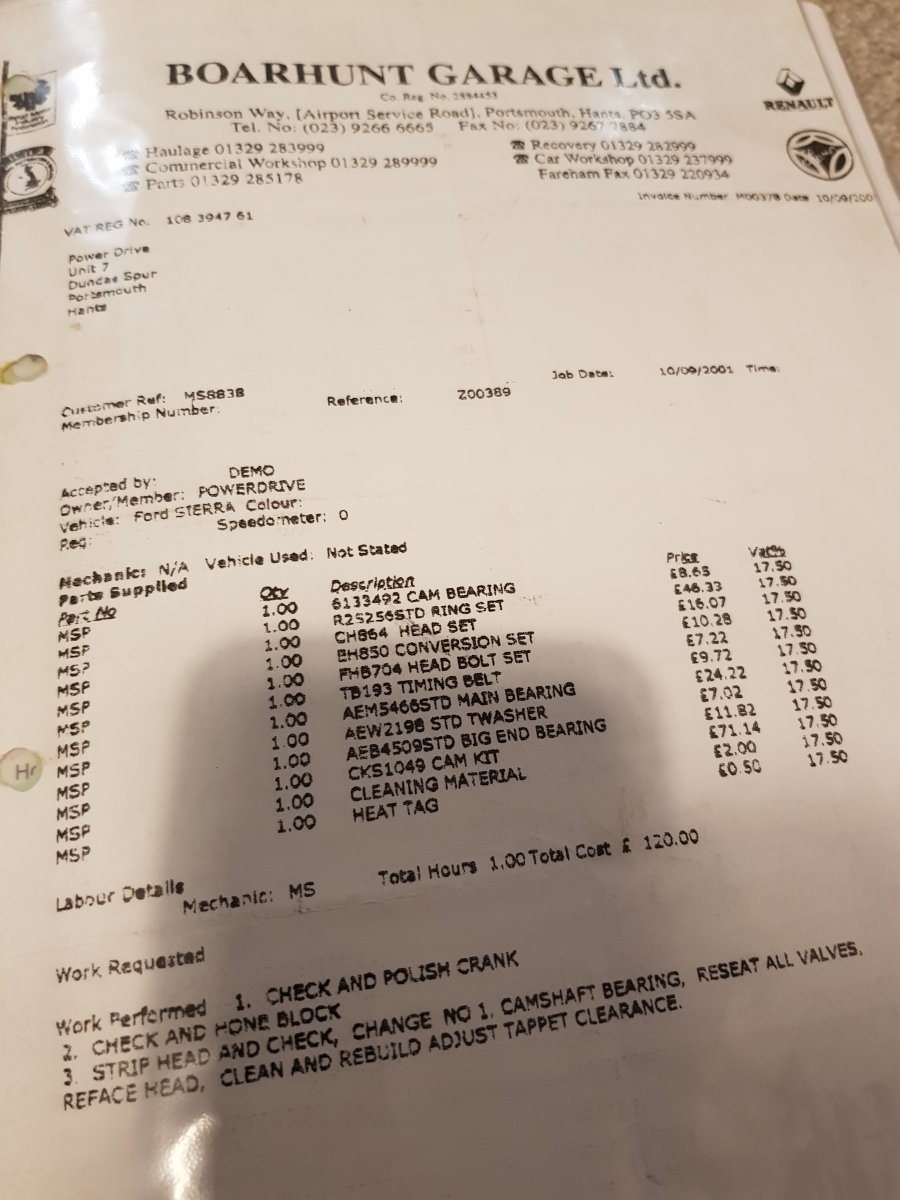 BOARHUNT GARAGE Ltd.
Co. Reg. No. 2984453
Robinson Way, [Airport Service Road], Portsmouth, Hants. PO3 5SA
Tel. No: (023) 9266 6665 Fax No: (023) 9267 7884
RENAULT
☎ Haulage 01329 283999
☎ Commercial Workshop 01329 289999
☎ Parts 01329 285178
☎ Recovery 01329 282999
☎ Car Workshop 01329 237999
Fareham Fax 01329 220934
Invoice Number M00378 Date 10/09/200
VAT REG No. 108 3947 61
Power Drive
Unit 7
Dundas Spur
Portsmouth
Hants
Job Date: 10/09/2001 Time:
Customer Ref: MS8838 Reference: Z00389
Membership Number:
Accepted by: DEMO
Owner/Member: POWERDRIVE
Vehicle: Ford SIERRA Colour:
Reg: Speedometer: 0
Mechanic: N/A Vehicle Used: Not Stated
Parts Supplied
Part No Qty Description Price Vat%
MSP 1.00 6133492 CAM BEARING £8.65 17.50
MSP 1.00 R25256STD RING SET £46.33 17.50
MSP 1.00 CH864 HEAD SET £16.07 17.50
MSP 1.00 EH850 CONVERSION SET £10.28 17.50
MSP 1.00 FHB704 HEAD BOLT SET £7.22 17.50
MSP 1.00 TB193 TIMING BELT £9.72 17.50
MSP 1.00 AEM5466STD MAIN BEARING £24.22 17.50
MSP 1.00 AEW2198 STD TWASHER £7.02 17.50
MSP 1.00 AEB4509STD BIG END BEARING £11.82 17.50
MSP 1.00 CKS1049 CAM KIT £71.14 17.50
MSP 1.00 CLEANING MATERIAL £2.00 17.50
MSP 1.00 HEAT TAG £0.50 17.50
Labour Details
Mechanic: MS Total Hours 1.00 Total Cost £ 120.00
Work Requested
Work Performed 1. CHECK AND POLISH CRANK
2. CHECK AND HONE BLOCK
3. STRIP HEAD AND CHECK, CHANGE NO 1. CAMSHAFT BEARING, RESEAT ALL VALVES,
REFACE HEAD, CLEAN AND REBUILD ADJUST TAPPET CLEARANCE.